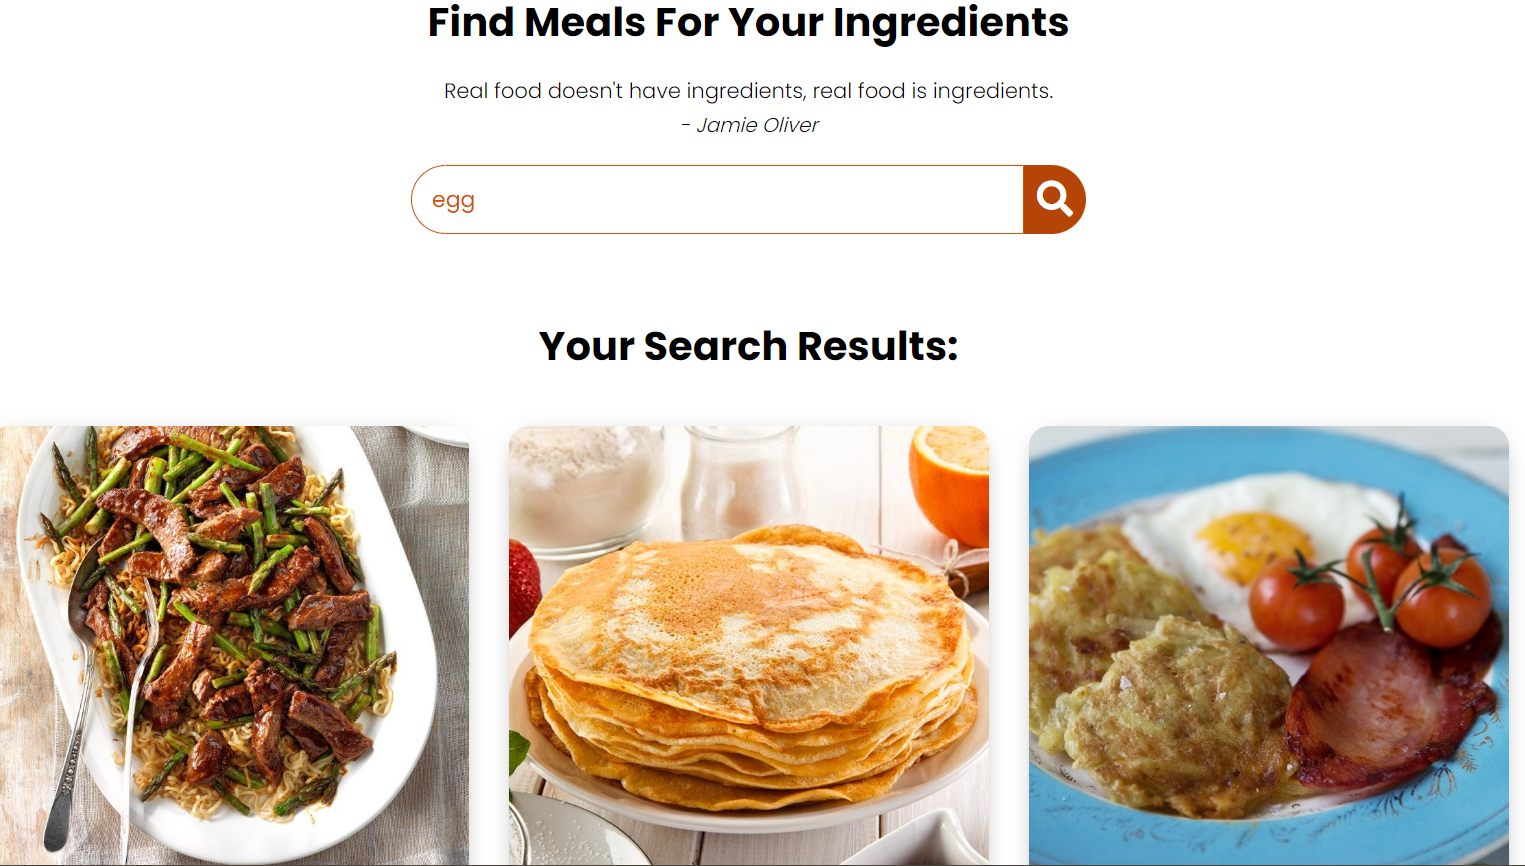 Find Meals For Your Ingredients
Real food doesn't have ingredients, real food is ingredients.
- Jamie Oliver
egg
Your Search Results: